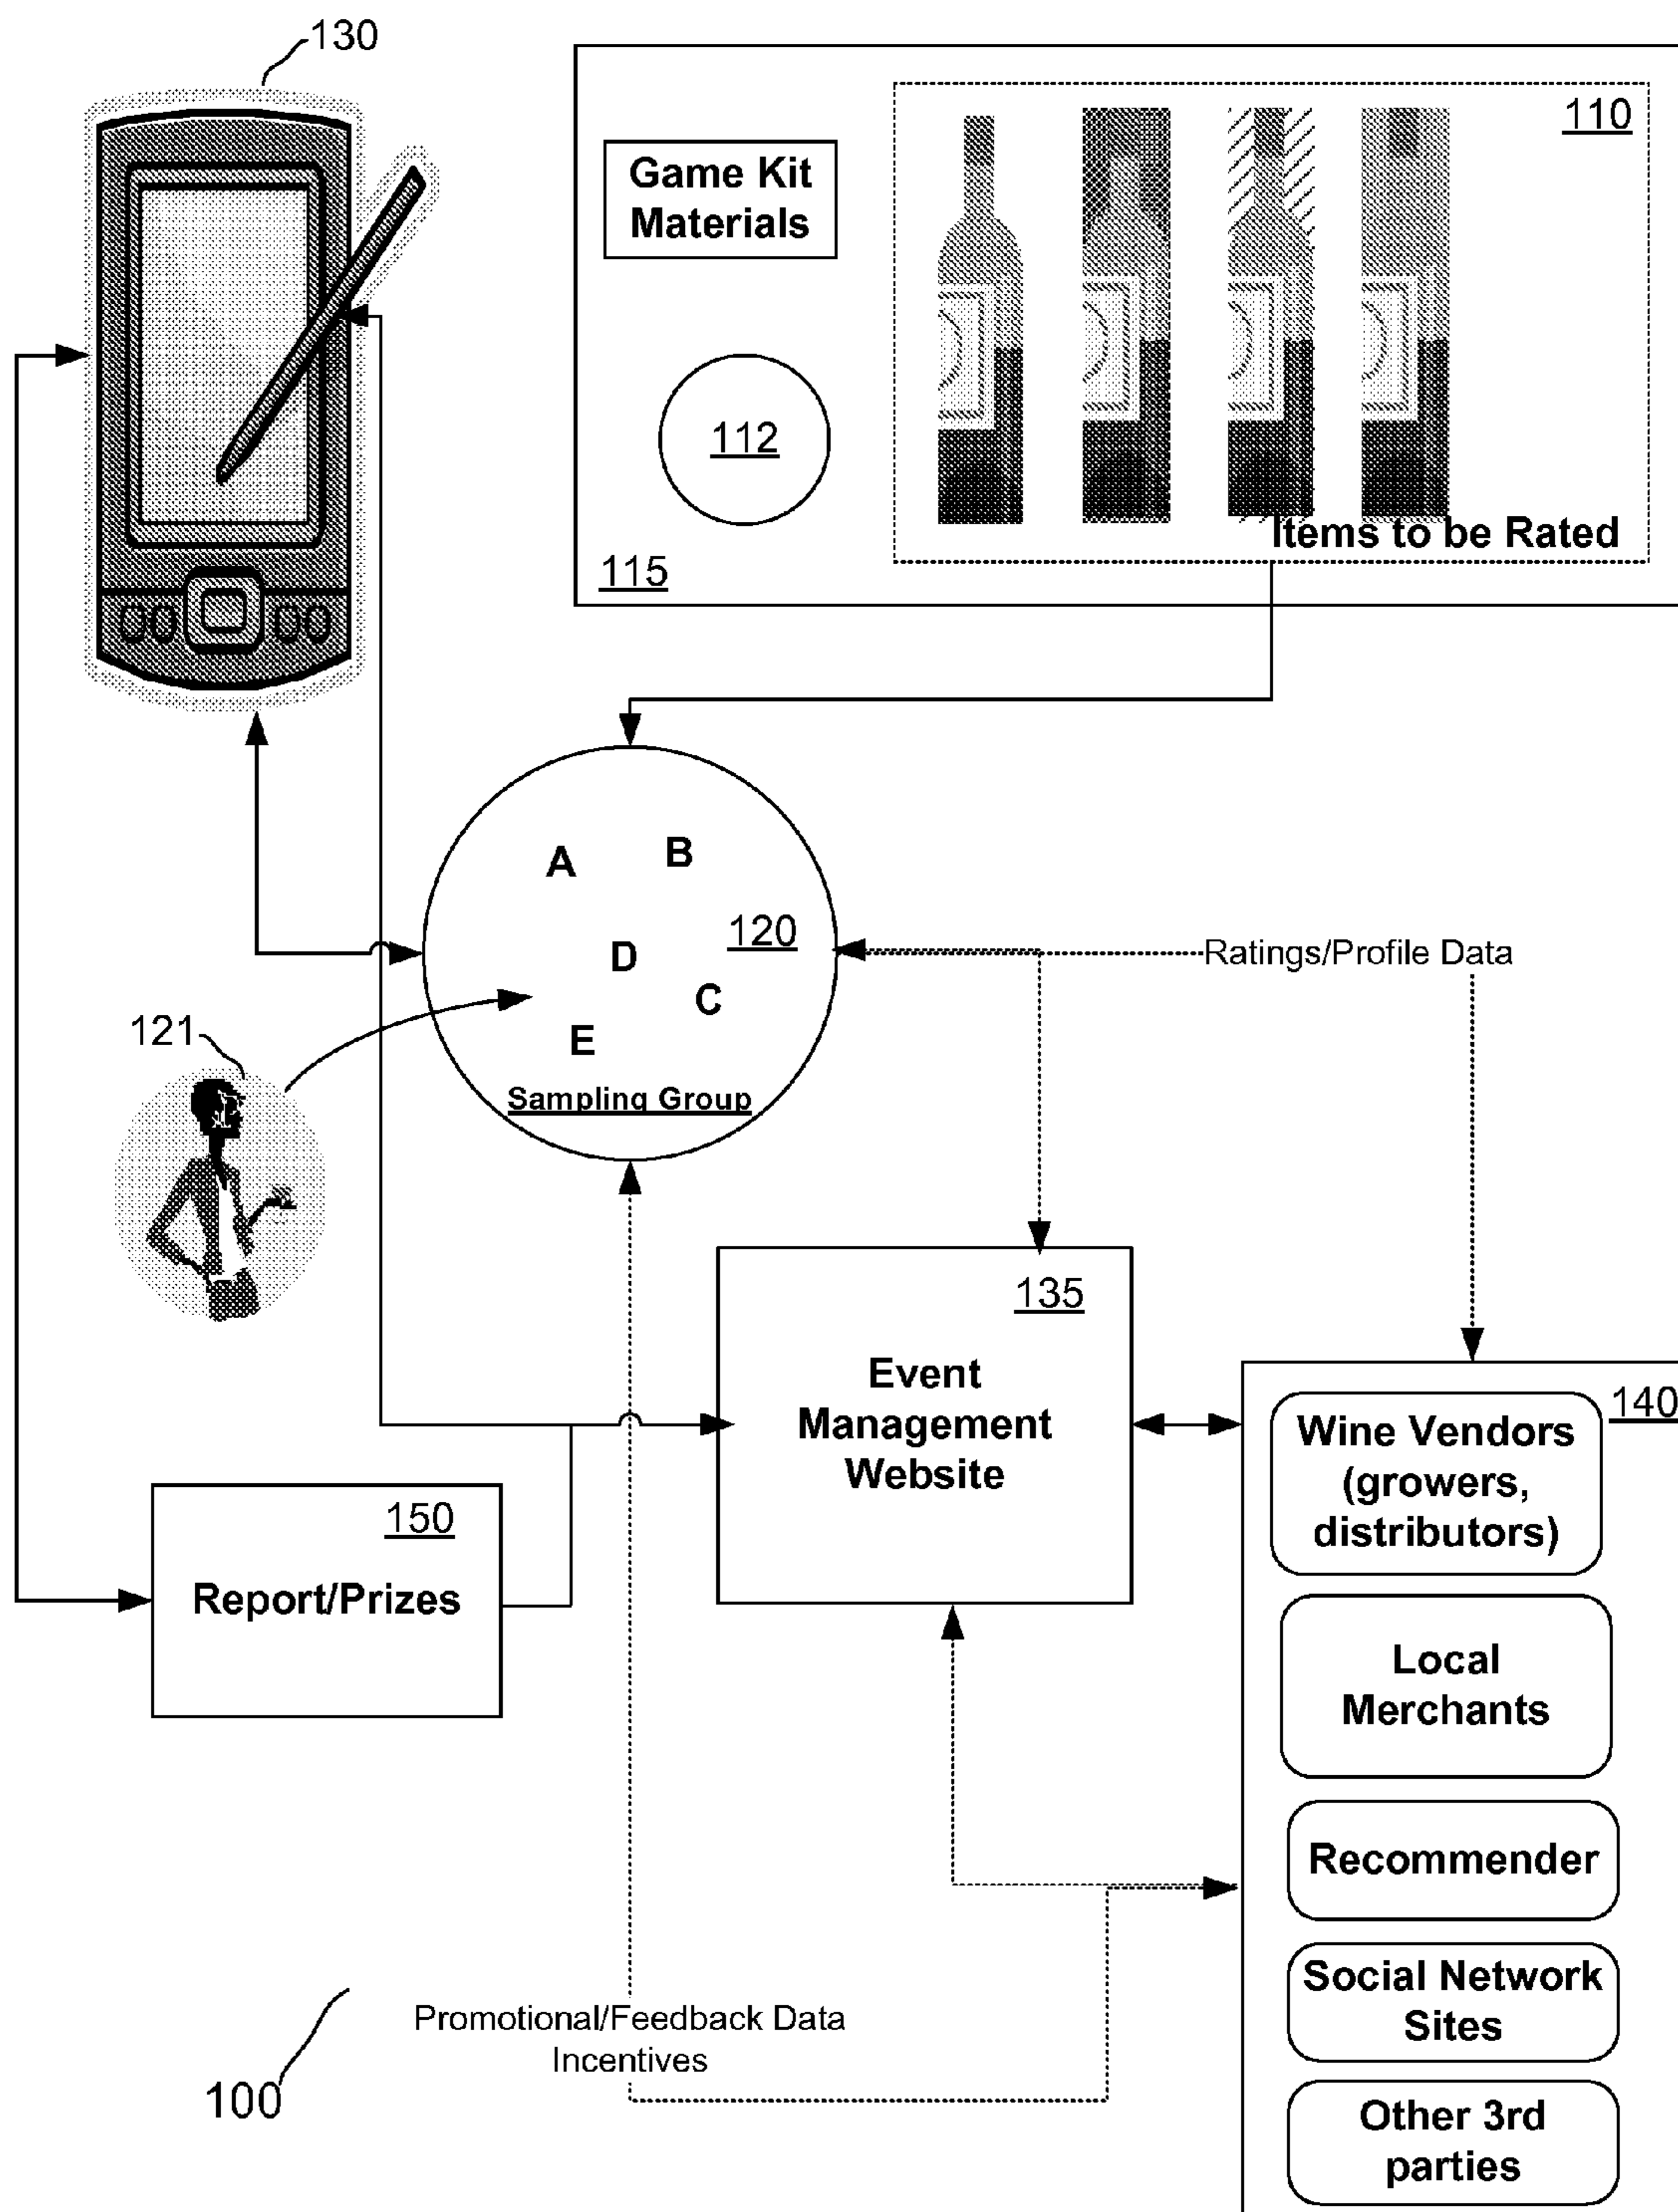 130
110
Game Kit
Materials
112
Items to be Rated
115
A
B
120
D
Ratings/Profile Data
C
E
121
Sampling Group
135
Event
Management
Website
140
Wine Vendors
(growers,
distributors)
150
Report/Prizes
Local
Merchants
Recommender
Social Network
Sites
Promotional/Feedback Data
Incentives
100
Other 3rd
parties